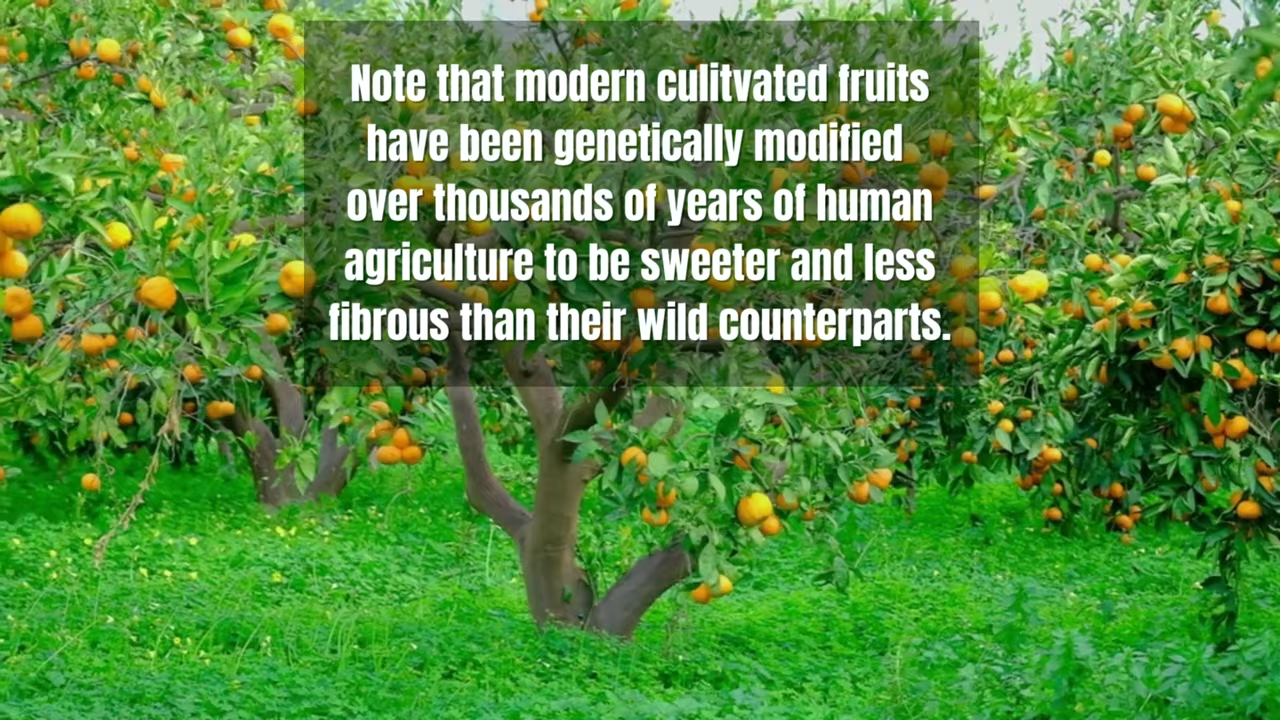 Note that modern culitvated fruits
have been genetically modified
over thousands of years of human
agriculture to be sweeter and less
fibrous than their wild counterparts.